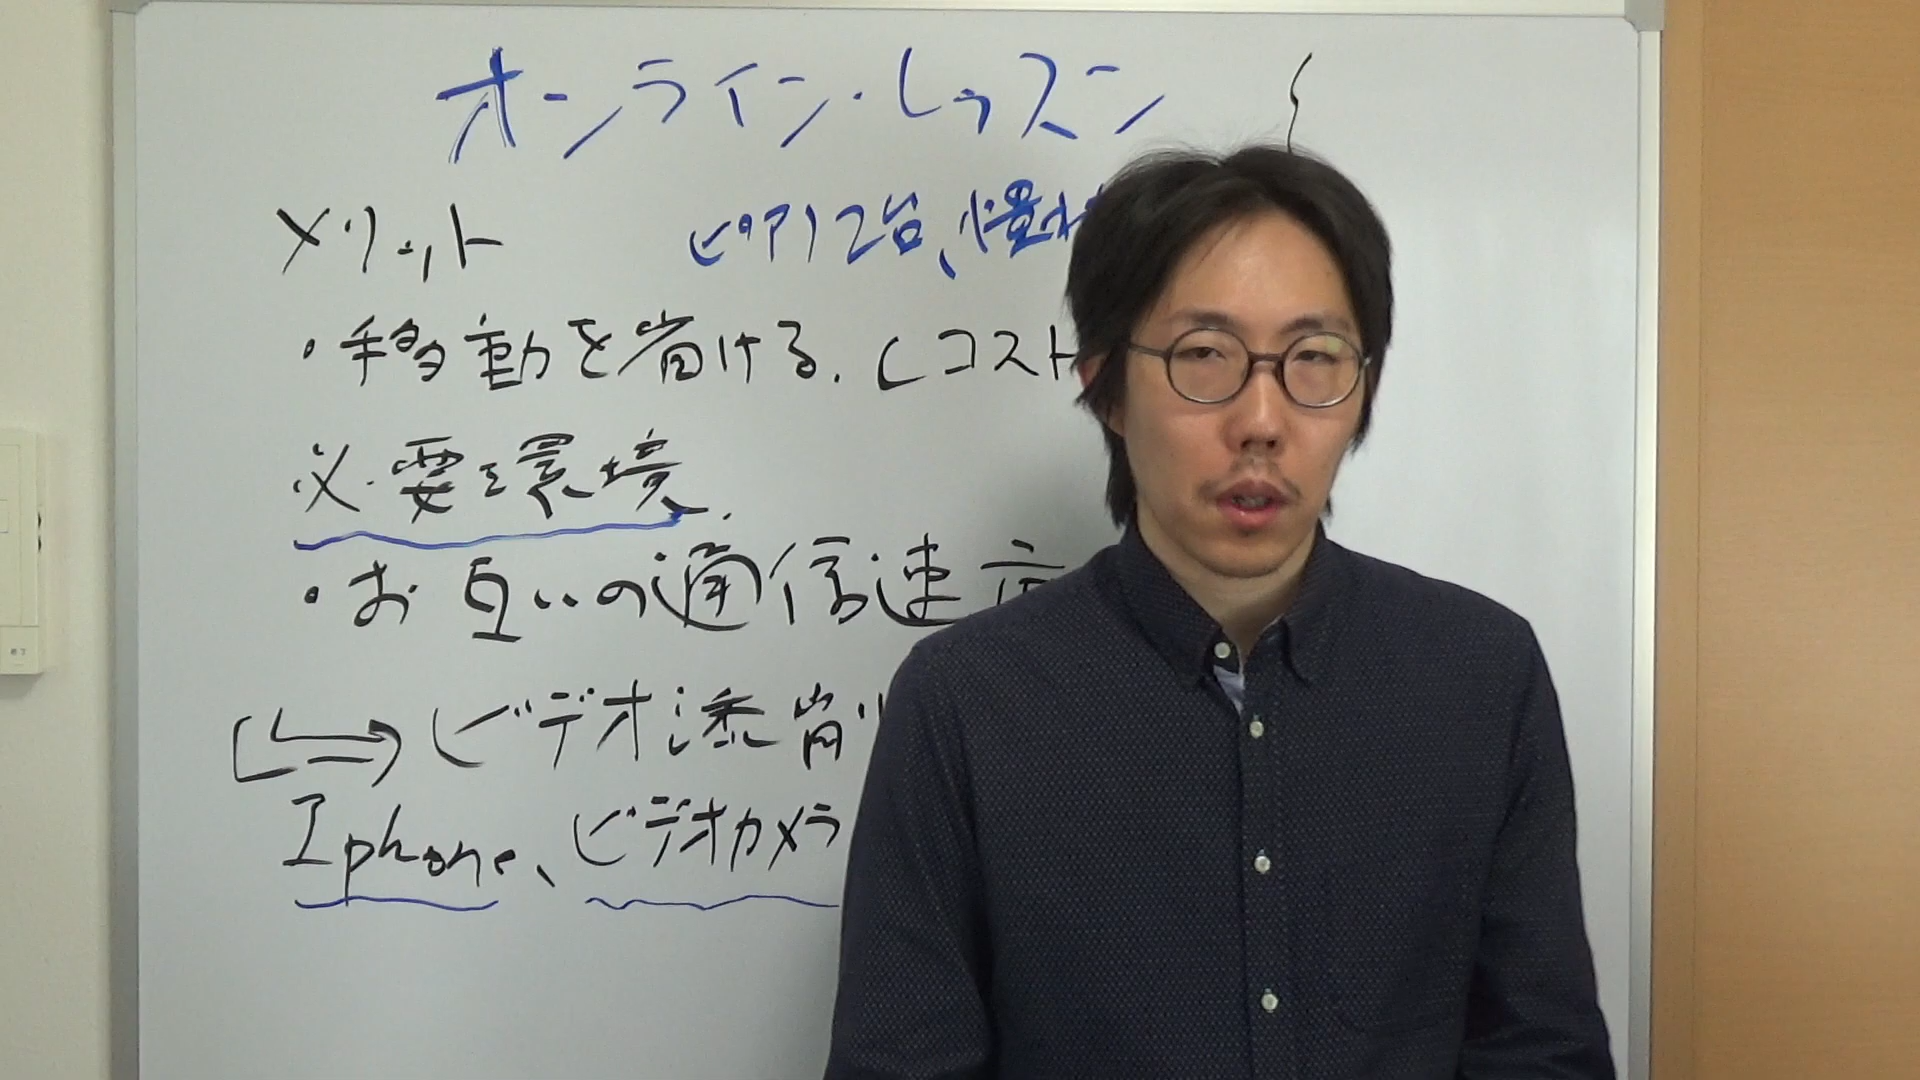 オンライン・レッスン
メリット
ピアノ2台、
・移動を省ける.(コスト
必要な環境.
・お互いの通信速度
ビデオ添削
Iphone、ビデオカメラ